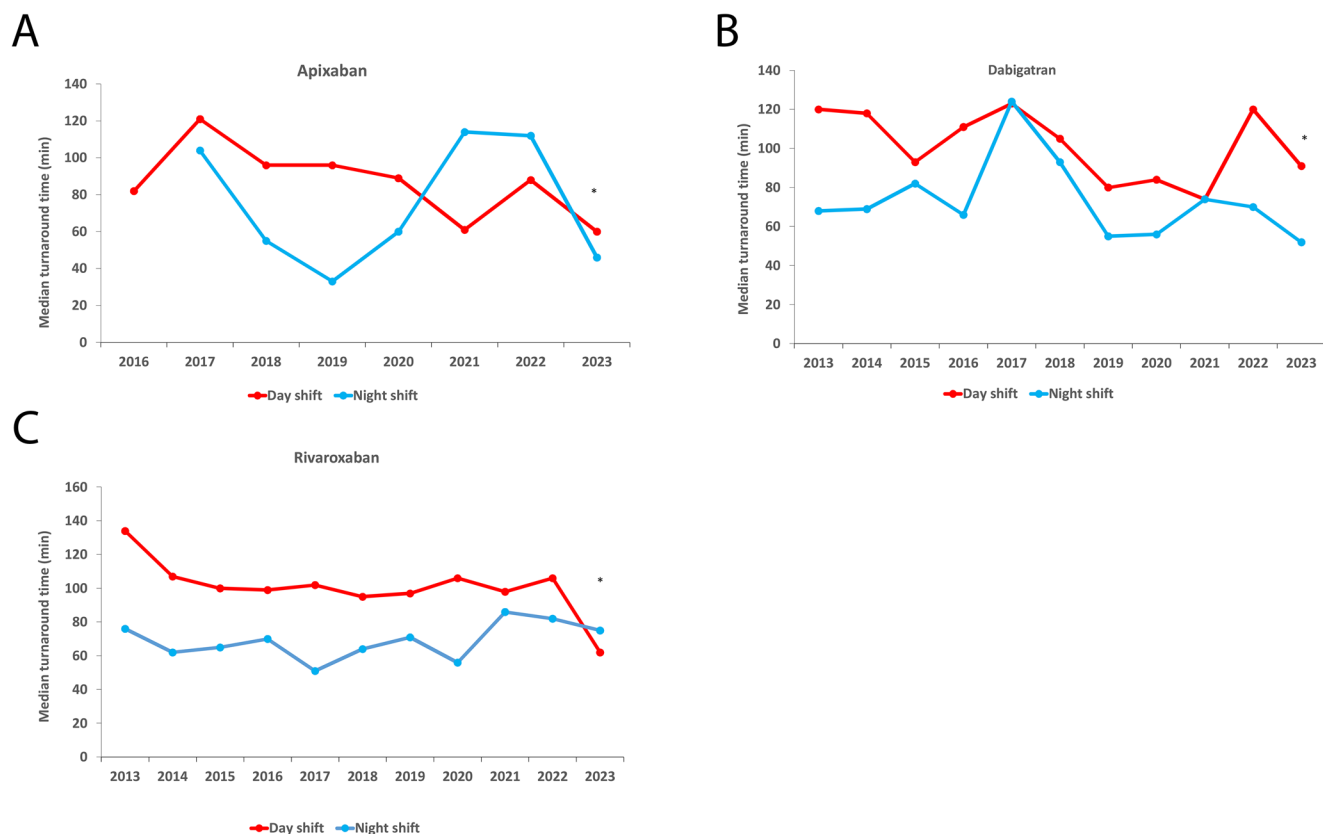 A
Apixaban
Median turnaround time (min)
140
120
100
80
60
40
20
0
*
2016 2017 2018 2019 2020 2021 2022 2023
Day shift Night shift
B
Dabigatran
Median turnaround time (min)
140
120
100
80
60
40
20
0
*
2013 2014 2015 2016 2017 2018 2019 2020 2021 2022 2023
Day shift Night shift
C
Rivaroxaban
Median turnaround time (min)
160
140
120
100
80
60
40
20
0
*
2013 2014 2015 2016 2017 2018 2019 2020 2021 2022 2023
Day shift Night shift